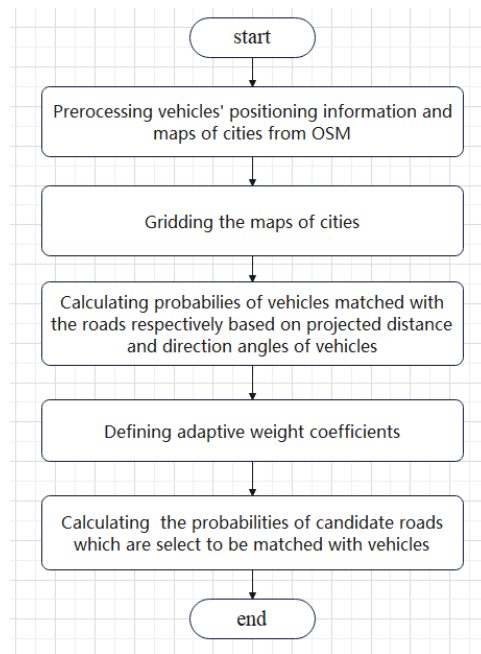 start
Prerocessing vehicles' positioning information and
maps of cities from OSM
Gridding the maps of cities
Calculating probabilies of vehicles matched with
the roads respectively based on projected distance
and direction angles of vehicles
Defining adaptive weight coefficients
Calculating the probabilities of candidate roads
which are select to be matched with vehicles
end